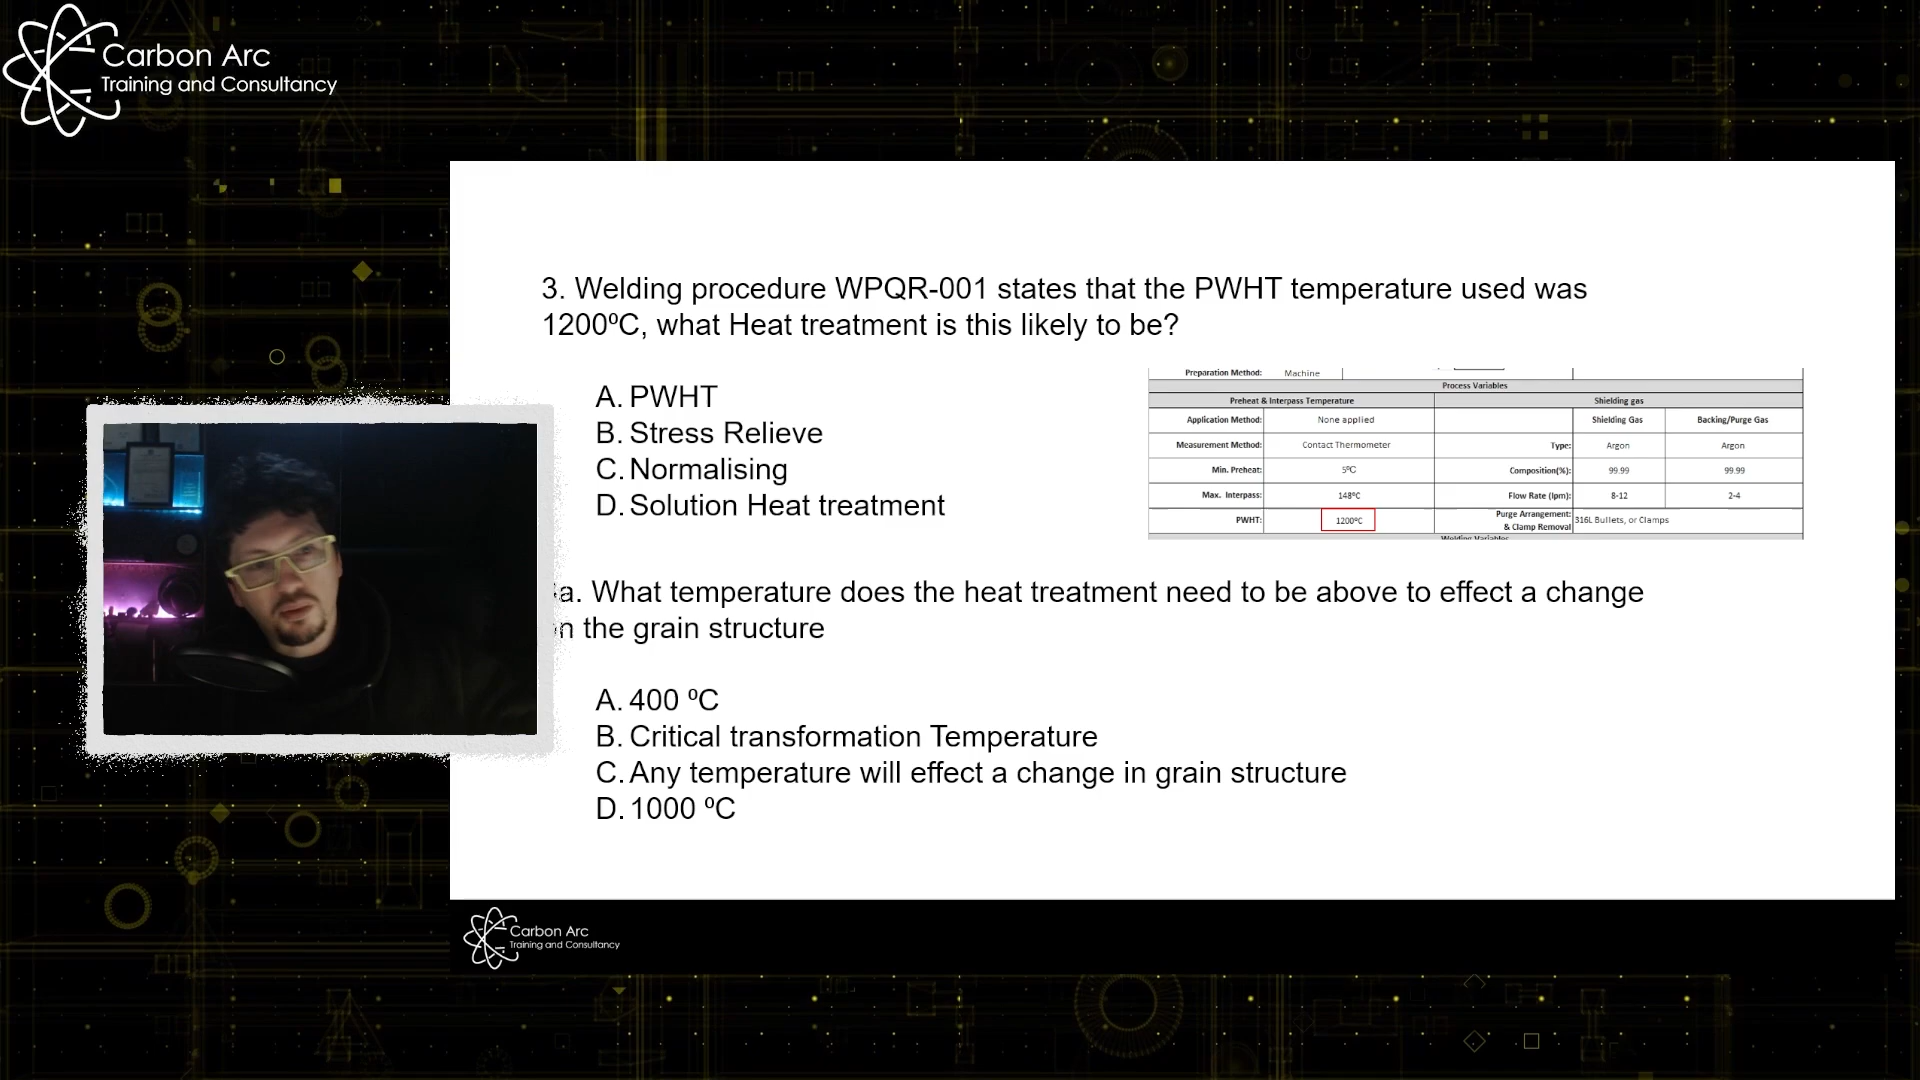 Carbon Arc
Training and Consultancy
3. Welding procedure WPQR-001 states that the PWHT temperature used was
1200ºC, what Heat treatment is this likely to be?
A. PWHT
B. Stress Relieve
C. Normalising
D. Solution Heat treatment
Preparation Method: Machine
Process Variables
Preheat & Interpass Temperature Shielding gas
Application Method: None applied Shielding Gas Backing/Purge Gas
Measurement Method: Contact Thermometer Type: Argon Argon
Min. Preheat: 5ºC Composition(%): 99.99 99.99
Max. Interpass: 148ºC Flow Rate (lpm): 8-12 2-4
PWHT: 1200ºC Purge Arrangement: & Clamp Removal 316L Bullets, or Clamps
Welding Variables
a. What temperature does the heat treatment need to be above to effect a change
n the grain structure
A. 400 ºC
B. Critical transformation Temperature
C. Any temperature will effect a change in grain structure
D. 1000 ºC
Carbon Arc
Training and Consultancy